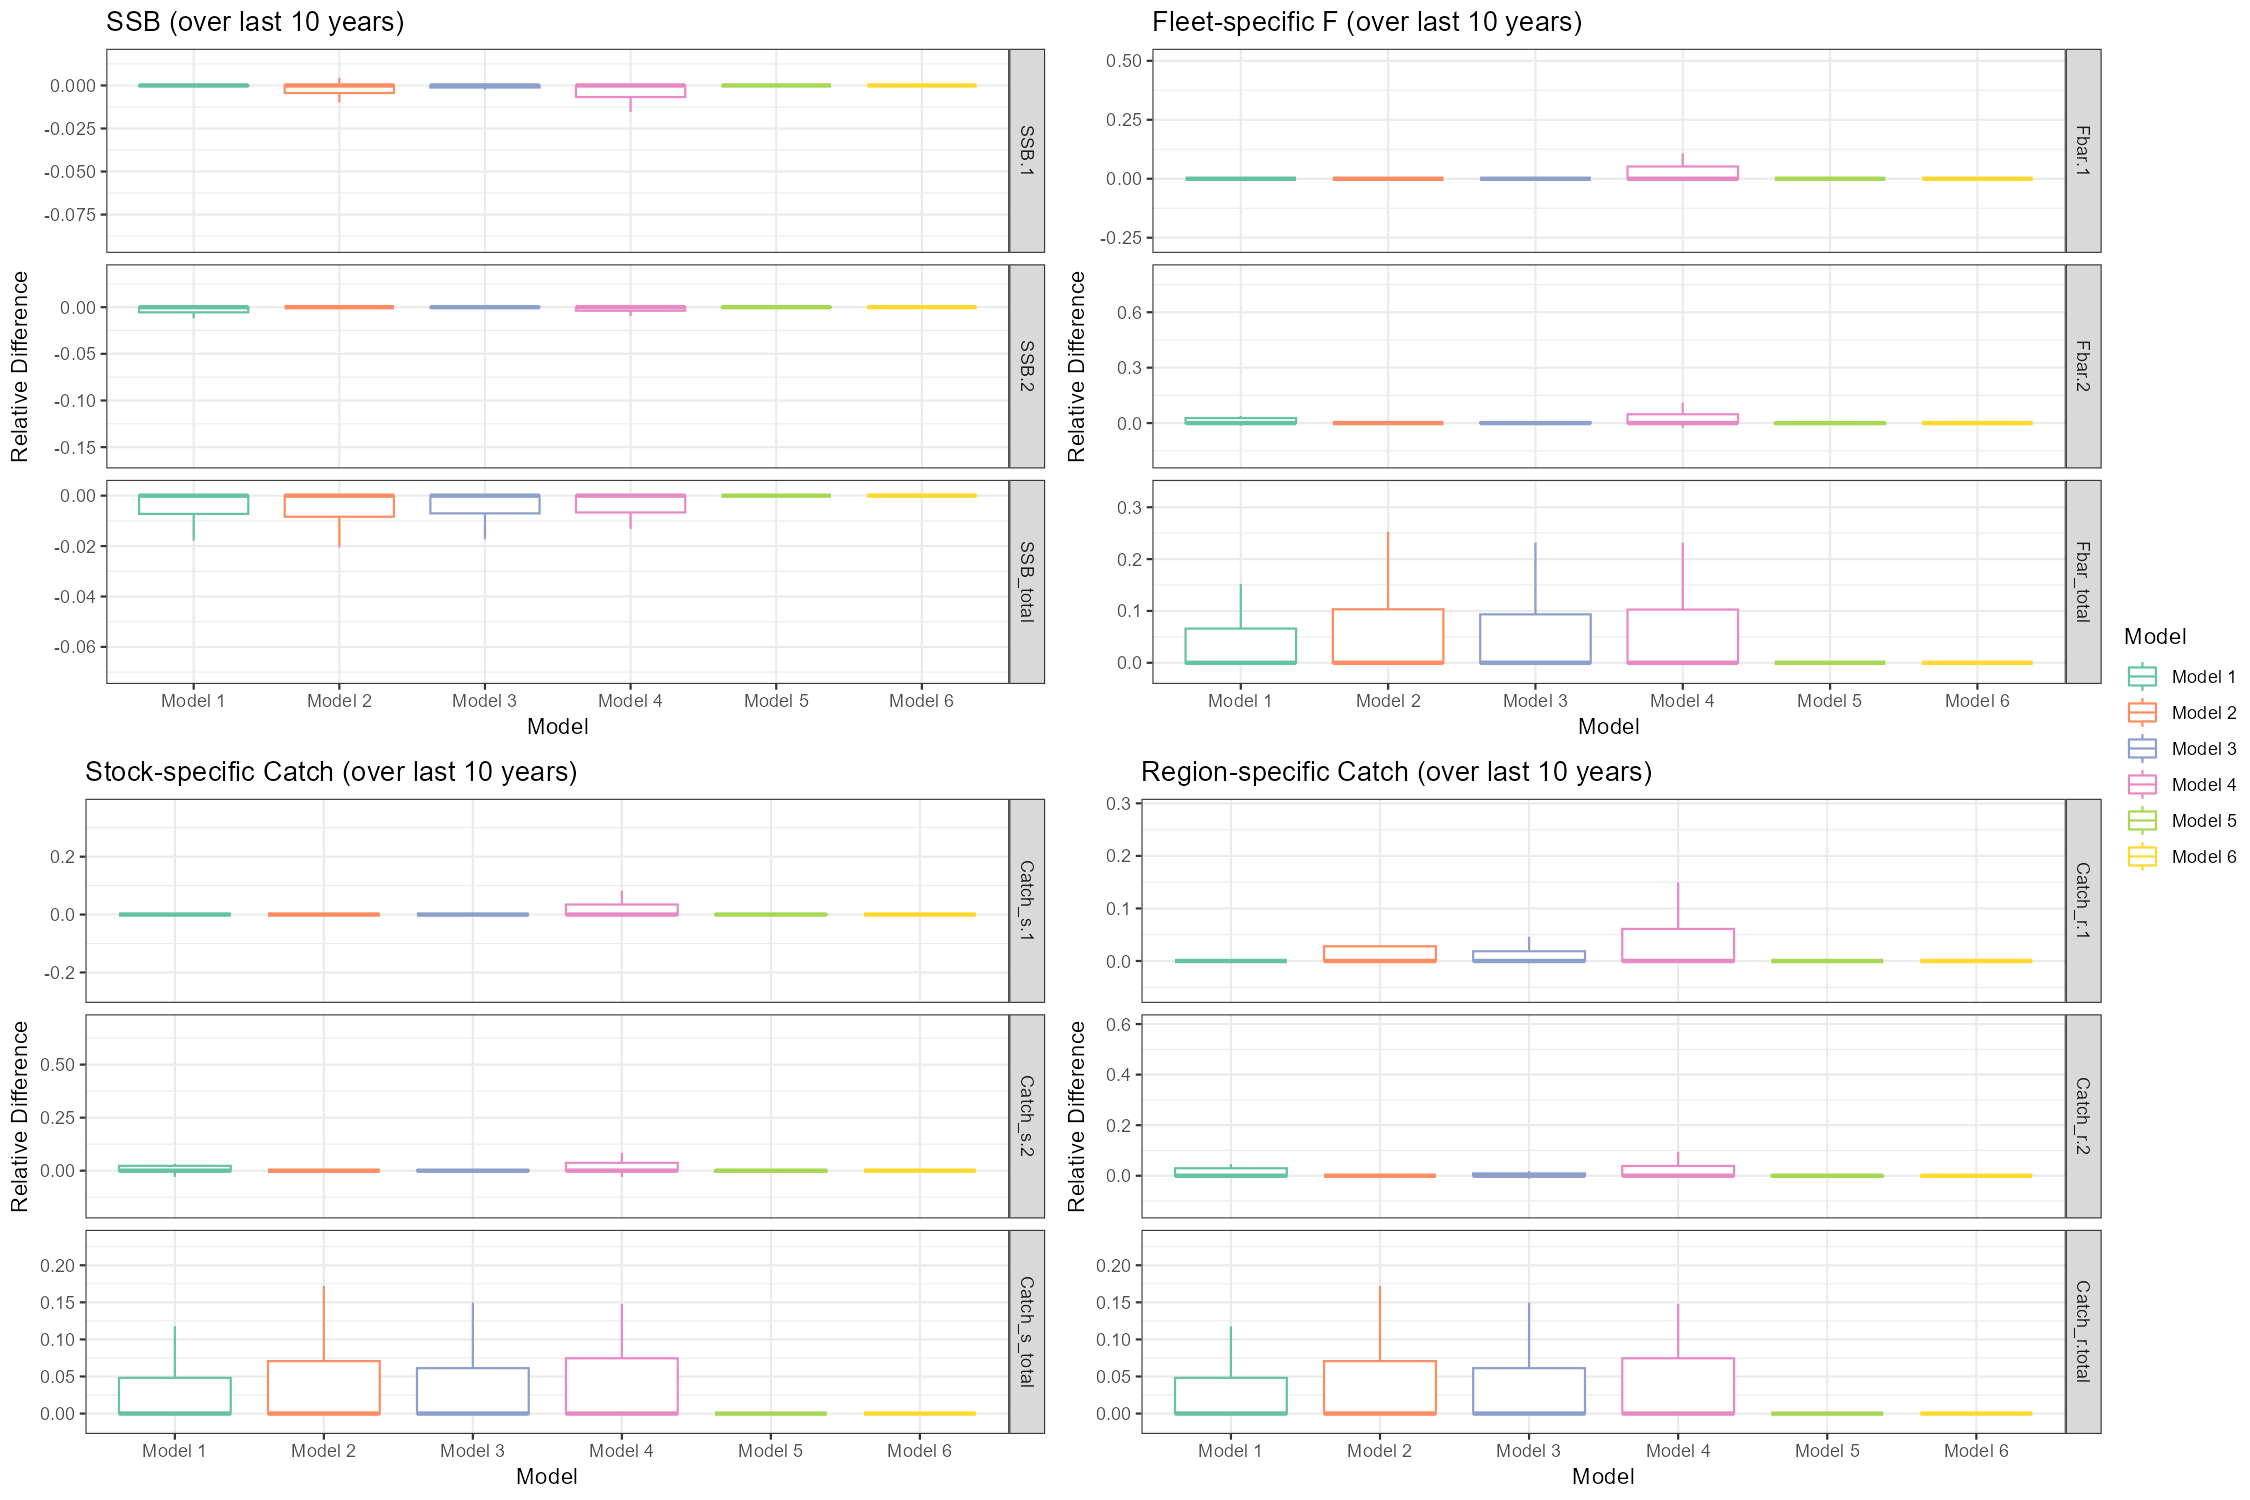 SSB (over last 10 years)
Relative Difference
0.000
-0.025
-0.050
-0.075
SSB.1
0.00
-0.05
-0.10
-0.15
SSB.2
0.00
-0.02
-0.04
-0.06
SSB_total
Model 1 Model 2 Model 3 Model 4 Model 5 Model 6
Model
Fleet-specific F (over last 10 years)
Relative Difference
0.50
0.25
0.00
-0.25
Fbar.1
0.6
0.3
0.0
Fbar.2
0.3
0.2
0.1
0.0
Fbar_total
Model 1 Model 2 Model 3 Model 4 Model 5 Model 6
Model
Stock-specific Catch (over last 10 years)
Relative Difference
0.2
0.0
-0.2
Catch_s.1
0.50
0.25
0.00
Catch_s.2
0.20
0.15
0.10
0.05
0.00
Catch_s_total
Model 1 Model 2 Model 3 Model 4 Model 5 Model 6
Model
Region-specific Catch (over last 10 years)
Relative Difference
0.3
0.2
0.1
0.0
Catch_r.1
0.6
0.4
0.2
0.0
Catch_r.2
0.20
0.15
0.10
0.05
0.00
Catch_r.total
Model 1 Model 2 Model 3 Model 4 Model 5 Model 6
Model
Model
Model 1
Model 2
Model 3
Model 4
Model 5
Model 6